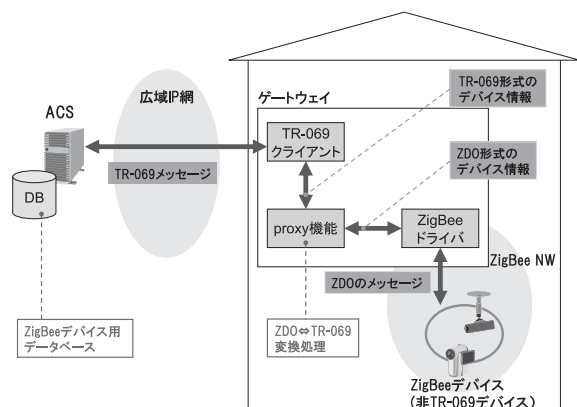 ACS
DB
ZigBeeデバイス用
データベース
広域IP網
TR-069メッセージ
ゲートウェイ
TR-069
クライアント
TR-069形式の
デバイス情報
ZDO形式の
デバイス情報
proxy機能
ZigBee
ドライバ
ZigBee NW
ZDOのメッセージ
ZDO⇔TR-069
変換処理
ZigBeeデバイス
(非TR-069デバイス)